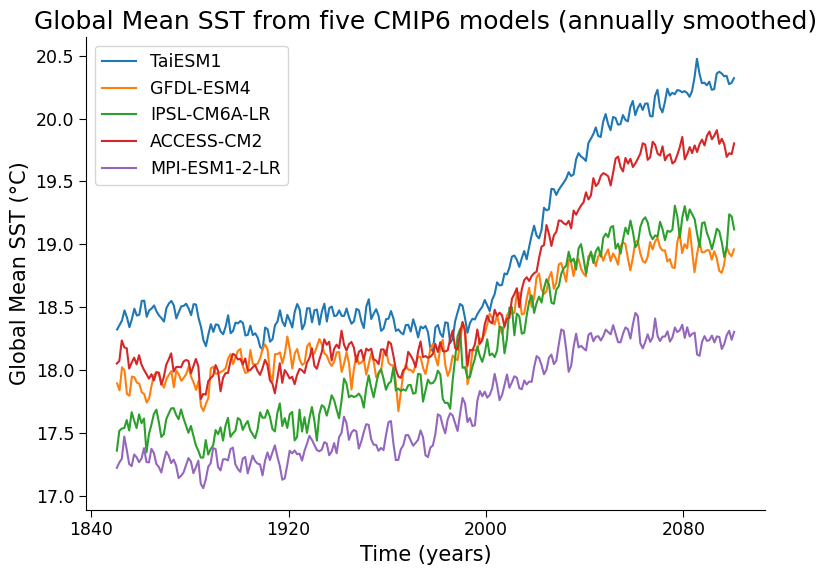 Global Mean SST from five CMIP6 models (annually smoothed)
TaiESM1
GFDL-ESM4
IPSL-CM6A-LR
ACCESS-CM2
MPI-ESM1-2-LR
Global Mean SST (°C)
20.5
20.0
19.5
19.0
18.5
18.0
17.5
17.0
1840 1920 2000 2080
Time (years)